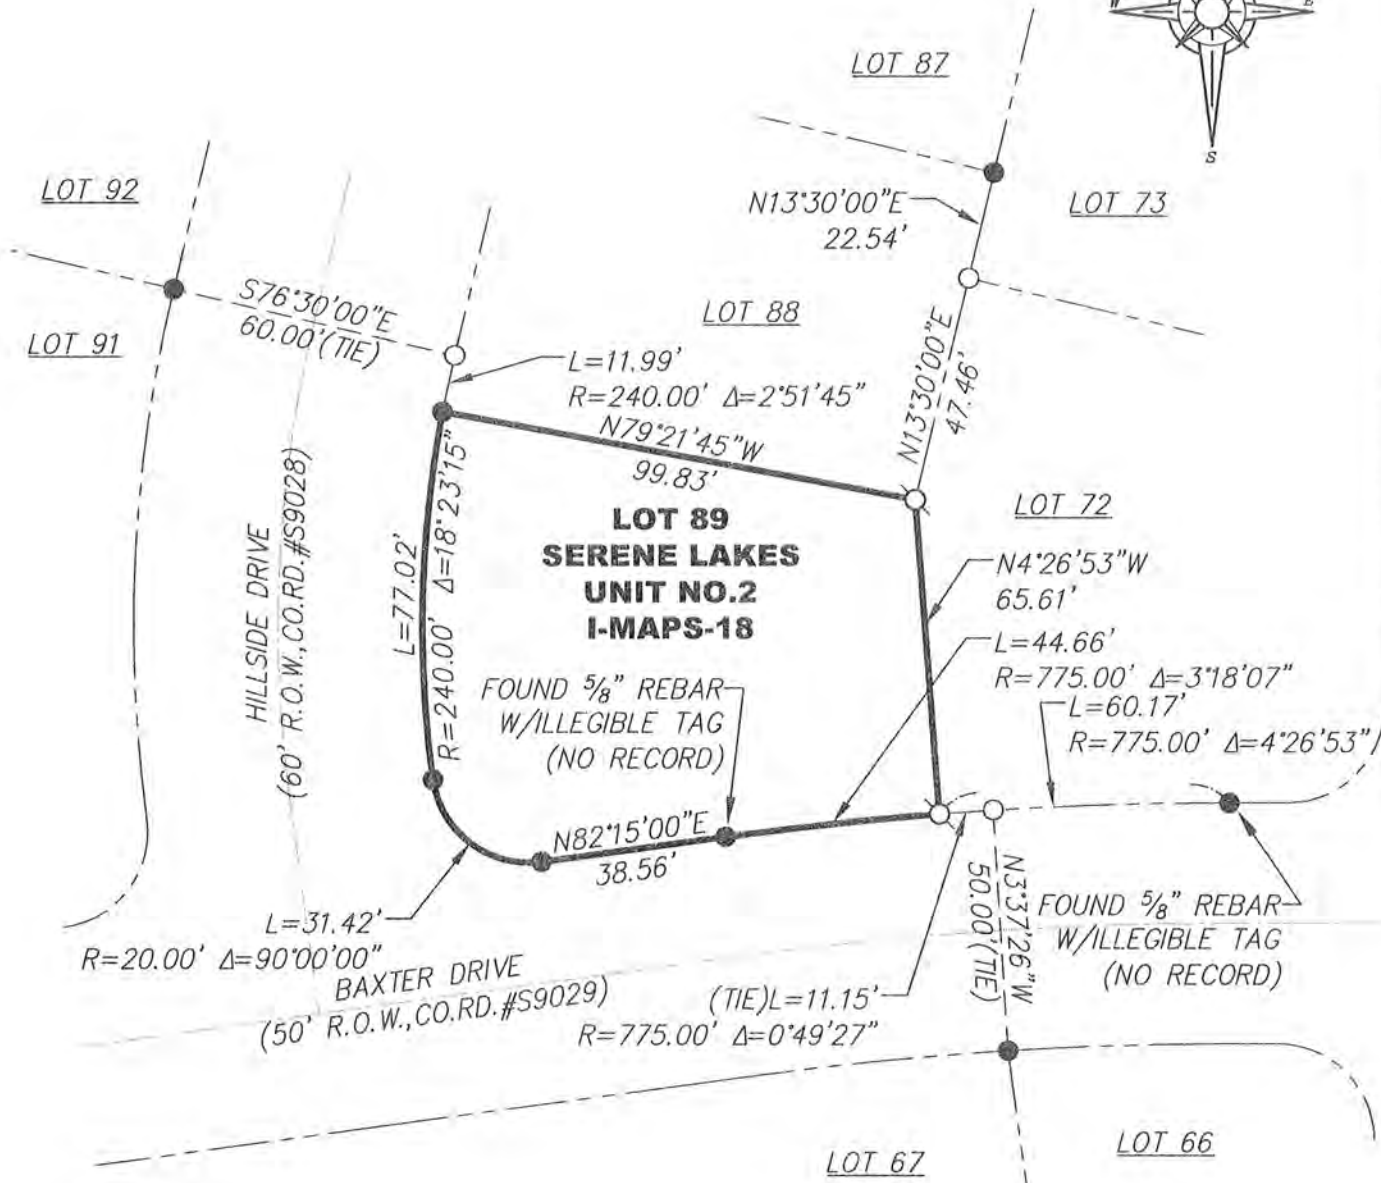 E
S
LOT 87
LOT 92
N13°30'00"E
22.54'
LOT 73
S76°30'00"E
60.00'(TIE)
LOT 91
LOT 88
L=11.99'
R=240.00' Δ=2°51'45"
N13°30'00"E
47.46'
N79°21'45"W
99.83'
LOT 89
SERENE LAKES
UNIT NO.2
I-MAPS-18
LOT 72
N4°26'53"W
65.61'
HILLSIDE DRIVE
(60' R.O.W.,CO.RD.#S9028)
L=77.02'
R=240.00' Δ=18°23'15"
L=44.66'
R=775.00' Δ=3°18'07"
FOUND 5/8" REBAR
W/ILLEGIBLE TAG
(NO RECORD)
L=60.17'
R=775.00' Δ=4°26'53"
N82°15'00"E
38.56'
L=31.42'
R=20.00' Δ=90°00'00"
N3°37'26"W
50.00'(TIE)
FOUND 5/8" REBAR
W/ILLEGIBLE TAG
(NO RECORD)
BAXTER DRIVE
(50' R.O.W.,CO.RD.#S9029)
(TIE)L=11.15'
R=775.00' Δ=0°49'27"
LOT 67
LOT 66